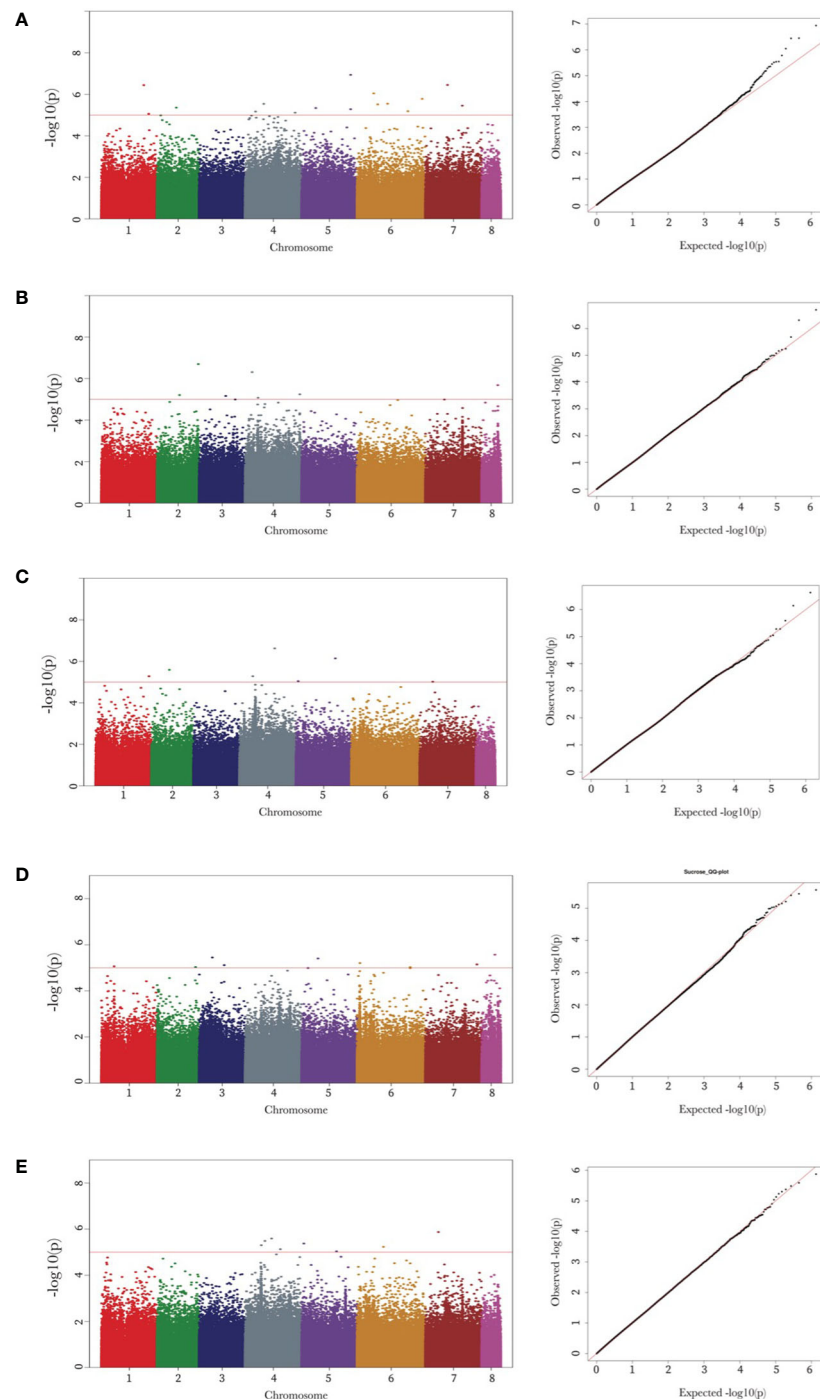 A
-log10(p)
0 2 4 6 8
1 2 3 4 5 6 7 8
Chromosome
Observed -log10(p)
0 1 2 3 4 5 6 7
0 1 2 3 4 5 6
Expected -log10(p)
B
-log10(p)
0 2 4 6 8
1 2 3 4 5 6 7 8
Chromosome
Observed -log10(p)
0 1 2 3 4 5 6
0 1 2 3 4 5 6
Expected -log10(p)
C
-log10(p)
0 2 4 6 8
1 2 3 4 5 6 7 8
Chromosome
Observed -log10(p)
0 1 2 3 4 5 6
0 1 2 3 4 5 6
Expected -log10(p)
D
-log10(p)
0 2 4 6 8
1 2 3 4 5 6 7 8
Chromosome
Sucrose_QQ-plot
Observed -log10(p)
0 1 2 3 4 5
0 1 2 3 4 5 6
Expected -log10(p)
E
-log10(p)
0 2 4 6 8
1 2 3 4 5 6 7 8
Chromosome
Observed -log10(p)
0 1 2 3 4 5 6
0 1 2 3 4 5 6
Expected -log10(p)